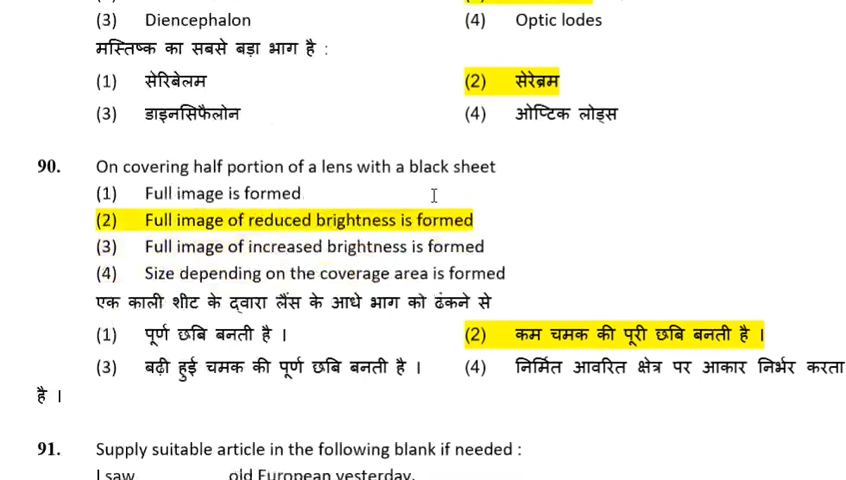 (3) Diencephalon (4) Optic lodes
मस्तिष्क का सबसे बड़ा भाग है :
(1) सेरिबेलम (2) सेरेब्रम
(3) डाइनसिफैलोन (4) ओप्टिक लोड्स
90. On covering half portion of a lens with a black sheet
(1) Full image is formed
(2) Full image of reduced brightness is formed
(3) Full image of increased brightness is formed
(4) Size depending on the coverage area is formed
एक काली शीट के द्वारा लैंस के आधे भाग को ढंकने से
(1) पूर्ण छबि बनती है । (2) कम चमक की पूरी छबि बनती है ।
(3) बढ़ी हुई चमक की पूर्ण छबि बनती है । (4) निर्मित आवरित क्षेत्र पर आकार निर्भर करता
है ।
91. Supply suitable article in the following blank if needed :
I saw ________ old European yesterday.